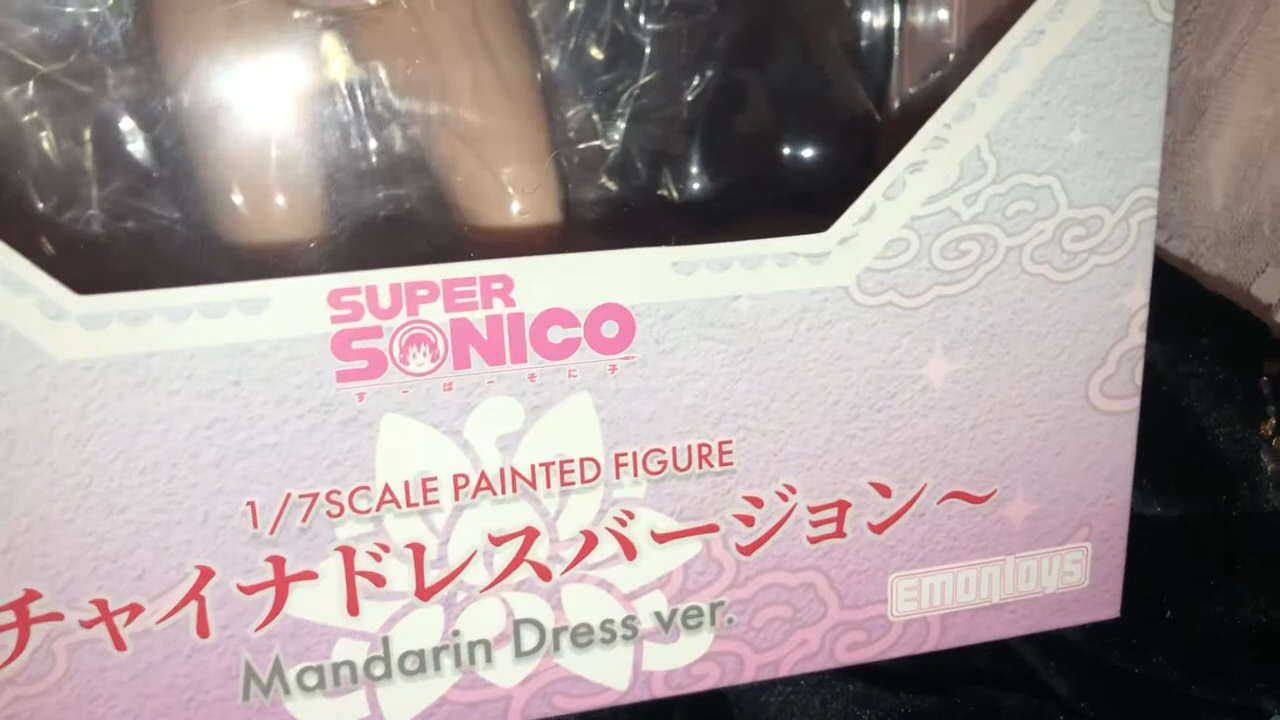 SUPER
SONICO
すーぱーそに子
1/7SCALE PAINTED FIGURE
チャイナドレスバージョン～
Mandarin Dress ver.
emontoys